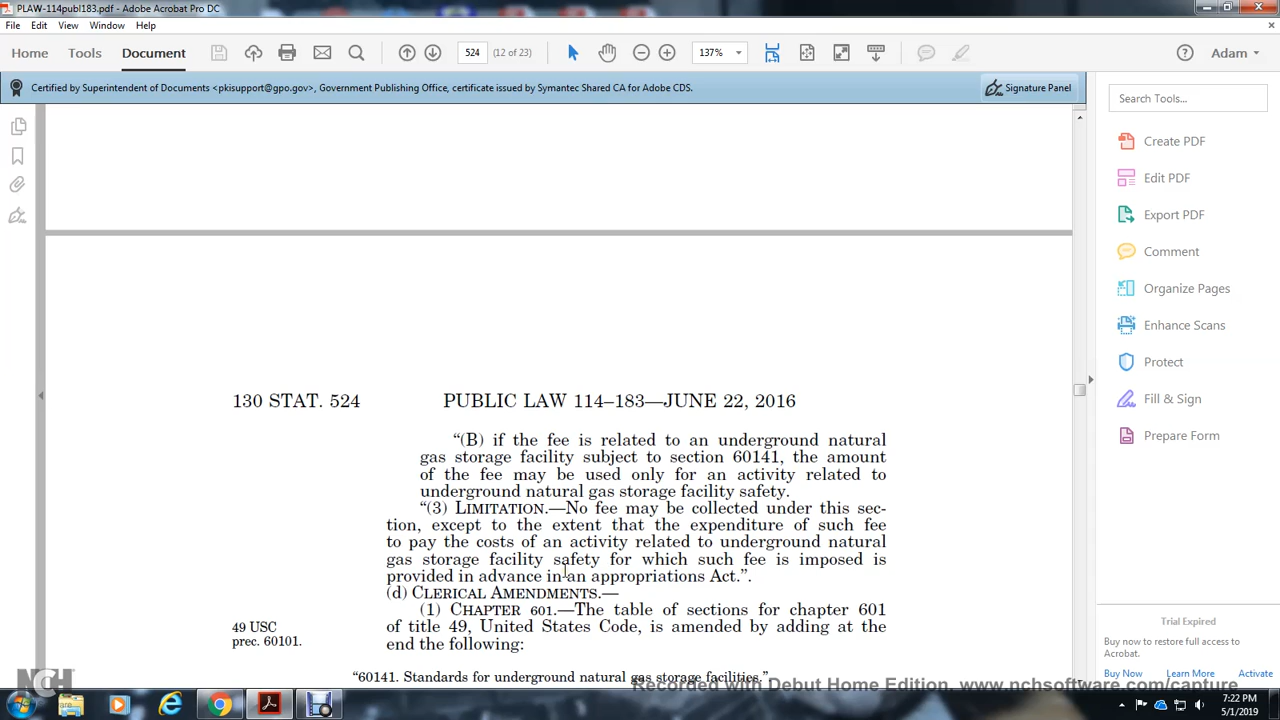 PLAW-114publ183.pdf - Adobe Acrobat Pro DC
File Edit View Window Help
Home Tools Document 524 (12 of 23) 137% Adam
Certified by Superintendent of Documents <pkisupport@gpo.gov>, Government Publishing Office, certificate issued by Symantec Shared CA for Adobe CDS.
Signature Panel
Search Tools...
Create PDF
Edit PDF
Export PDF
Comment
Organize Pages
Enhance Scans
Protect
Fill & Sign
Prepare Form
130 STAT. 524 PUBLIC LAW 114–183—JUNE 22, 2016
“(B) if the fee is related to an underground natural
gas storage facility subject to section 60141, the amount
of the fee may be used only for an activity related to
underground natural gas storage facility safety.
“(3) LIMITATION.—No fee may be collected under this sec-
tion, except to the extent that the expenditure of such fee
to pay the costs of an activity related to underground natural
gas storage facility safety for which such fee is imposed is
provided in advance in an appropriations Act.”.
(d) CLERICAL AMENDMENTS.—
(1) CHAPTER 601.—The table of sections for chapter 601
of title 49, United States Code, is amended by adding at the
end the following:
49 USC
prec. 60101.
“60141. Standards for underground natural gas storage facilities.”
Trial Expired
Buy now to restore full access to
Acrobat.
Buy Now Learn More Activate
NCH
Recorded with Debut Home Edition. www.nchsoftware.com/capture
7:22 PM
5/1/2019